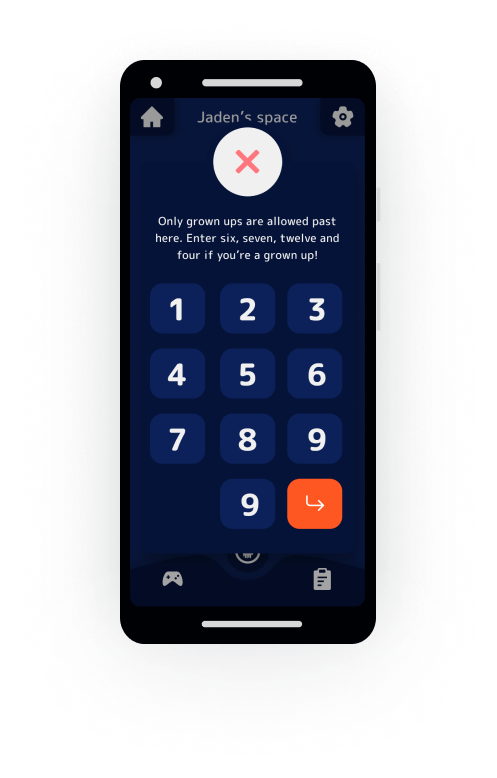 Jaden's space
Only grown ups are allowed past
here. Enter six, seven, twelve and
four if you're a grown up!
1 2 3
4 5 6
7 8 9
9